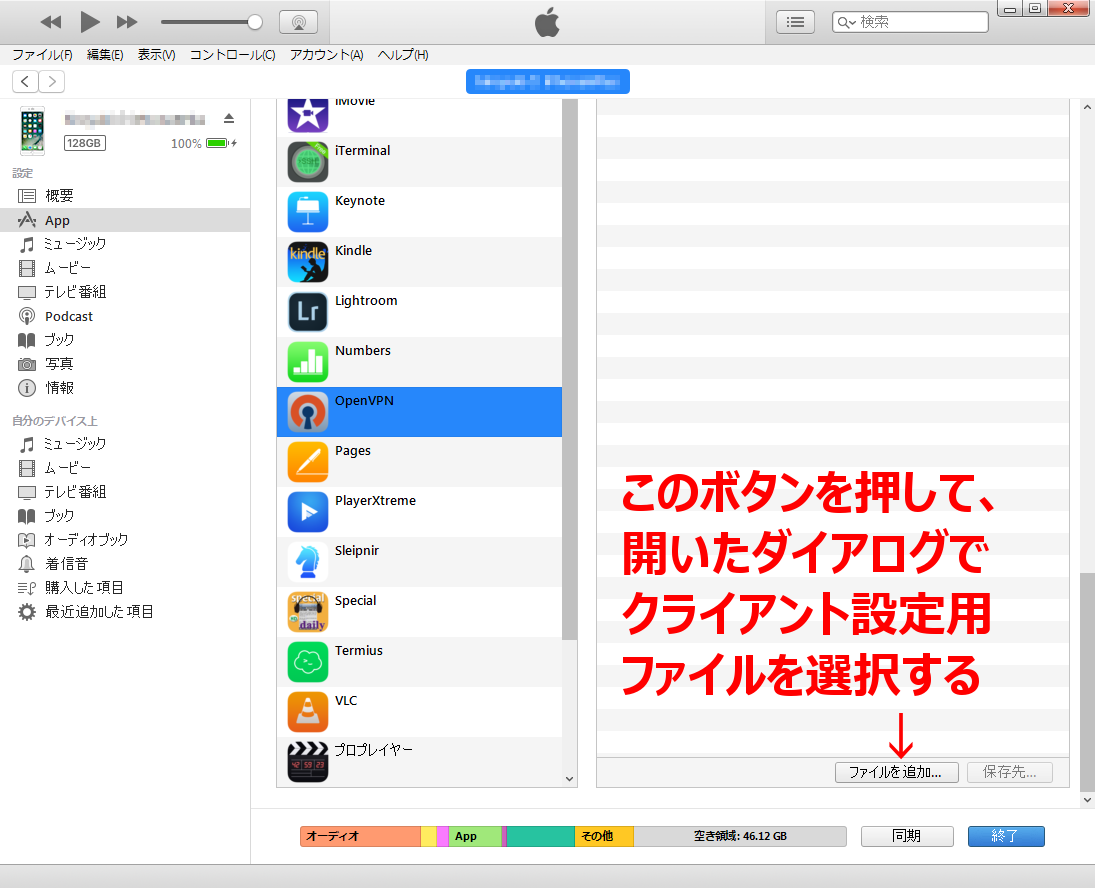 検索
ファイル(F) 編集(E) 表示(V) コントロール(C) アカウント(A) ヘルプ(H)
128GB
100%
設定
概要
App
ミュージック
ムービー
テレビ番組
Podcast
ブック
写真
情報
自分のデバイス上
ミュージック
ムービー
テレビ番組
ブック
オーディオブック
着信音
購入した項目
最近追加した項目
iMovie
iTerminal
Keynote
kindle
Kindle
Lr
Lightroom
Numbers
OpenVPN
Pages
PlayerXtreme
Sleipnir
special
daily
Special
Termius
VLC
プロプレイヤー
このボタンを押して、
開いたダイアログで
クライアント設定用
ファイルを選択する
ファイルを追加...
保存先...
オーディオ
App
その他
空き領域: 46.12 GB
同期
終了